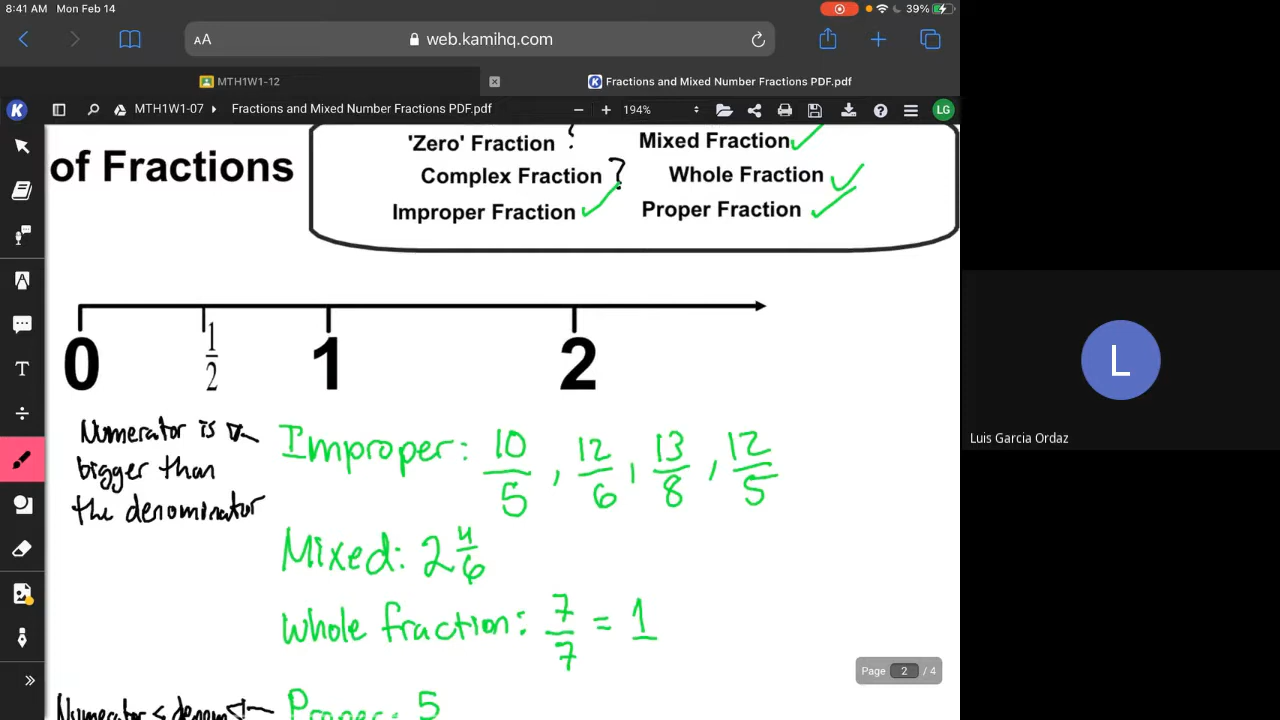 8:41 AM Mon Feb 14
39%
AA
web.kamihq.com
MTH1W1-12
Fractions and Mixed Number Fractions PDF.pdf
MTH1W1-07
Fractions and Mixed Number Fractions PDF.pdf
194%
LG
'Zero' Fraction ?
Mixed Fraction ✓
of Fractions
Complex Fraction ?
Whole Fraction ✓
Improper Fraction ✓
Proper Fraction ✓
0 1/2 1 2
Numerator is
bigger than
the denominator
Improper: 10/5, 12/6, 13/8, 12/5
Mixed: 2 4/6
Whole fraction: 7/7 = 1
Page 2 / 4
Numerator < denom
Proper: 5
L
Luis Garcia Ordaz